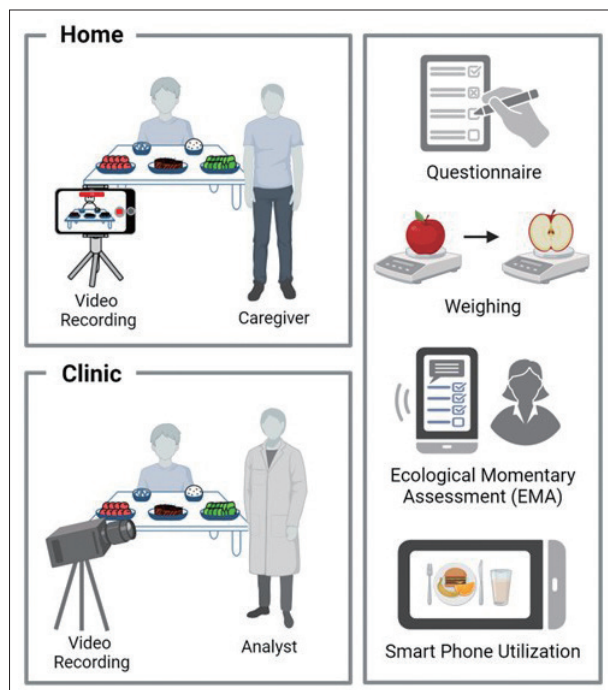 Home
Video
Recording
Caregiver
Clinic
Video
Recording
Analyst
Questionnaire
Weighing
Ecological Momentary
Assessment (EMA)
Smart Phone Utilization